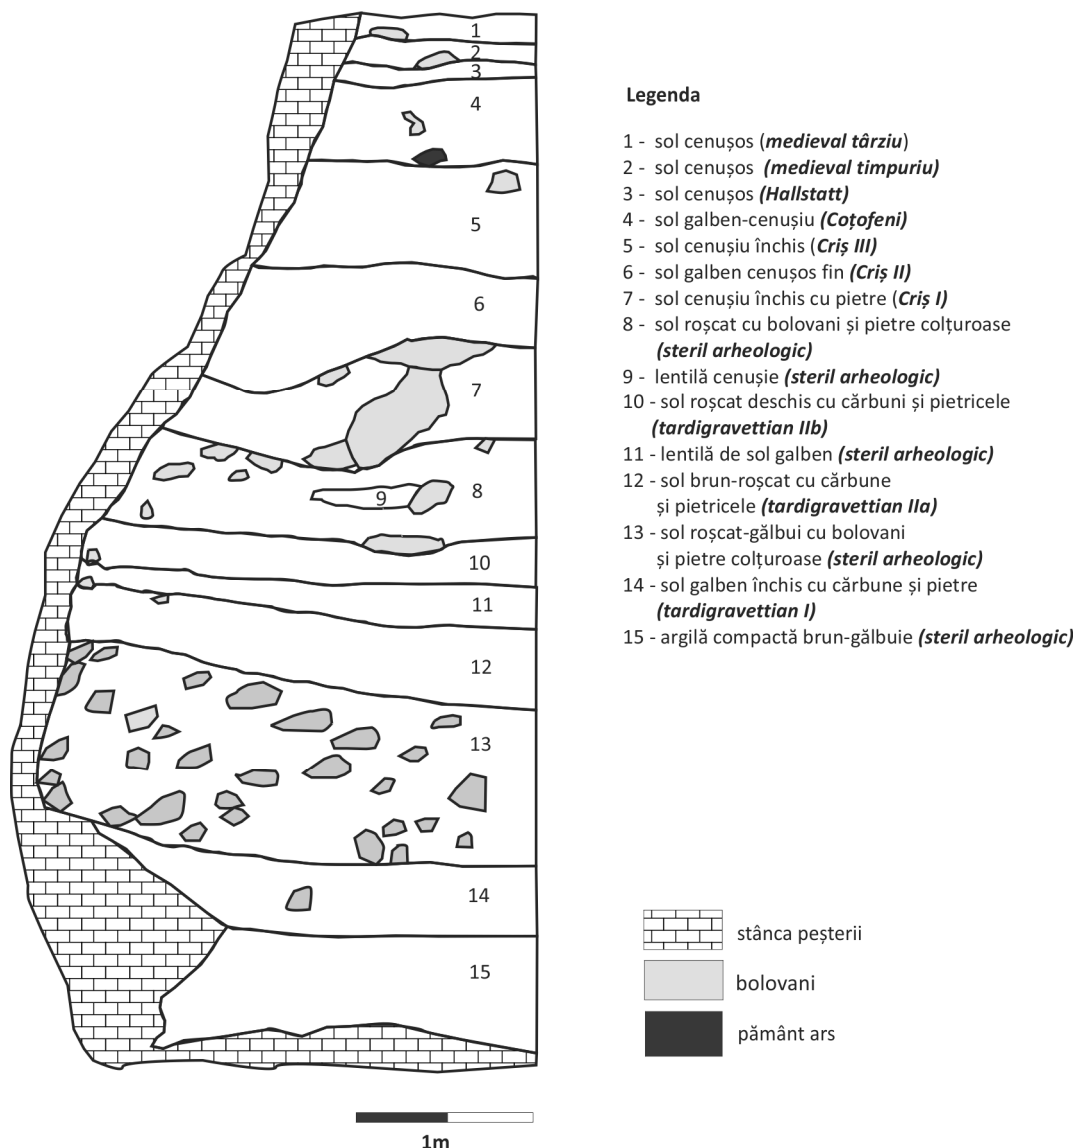 1
2
3
4
5
6
7
8
9
10
11
12
13
14
15
Legenda
1 - sol cenușos (medieval târziu)
2 - sol cenușos (medieval timpuriu)
3 - sol cenușos (Hallstatt)
4 - sol galben-cenușiu (Coțofeni)
5 - sol cenușiu închis (Criș III)
6 - sol galben cenușos fin (Criș II)
7 - sol cenușiu închis cu pietre (Criș I)
8 - sol roșcat cu bolovani și pietre colțuroase
(steril arheologic)
9 - lentilă cenușie (steril arheologic)
10 - sol roșcat deschis cu cărbuni și pietricele
(tardigravettian IIb)
11 - lentilă de sol galben (steril arheologic)
12 - sol brun-roșcat cu cărbune
și pietricele (tardigravettian IIa)
13 - sol roșcat-gălbui cu bolovani
și pietre colțuroase (steril arheologic)
14 - sol galben închis cu cărbune și pietre
(tardigravettian I)
15 - argilă compactă brun-gălbuie (steril arheologic)
stânca peșterii
bolovani
pământ ars
1m